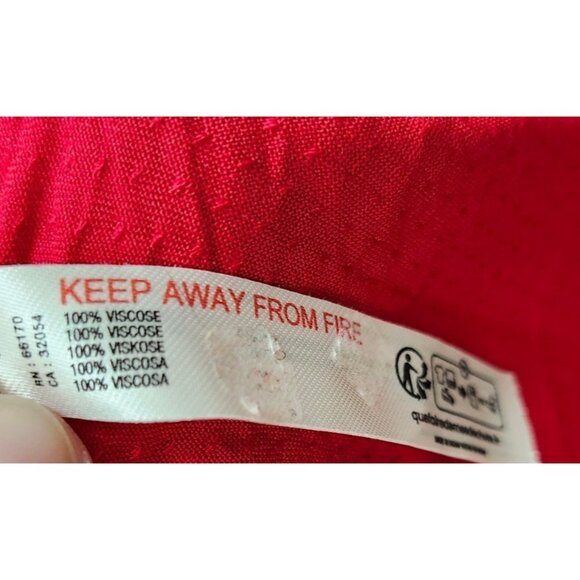 KEEP AWAY FROM FIRE
100% VISCOSE
100% VISCOSE
100% VISKOSE
100% VISCOSA
100% VISCOSA
RN : 66170
CA : 32054